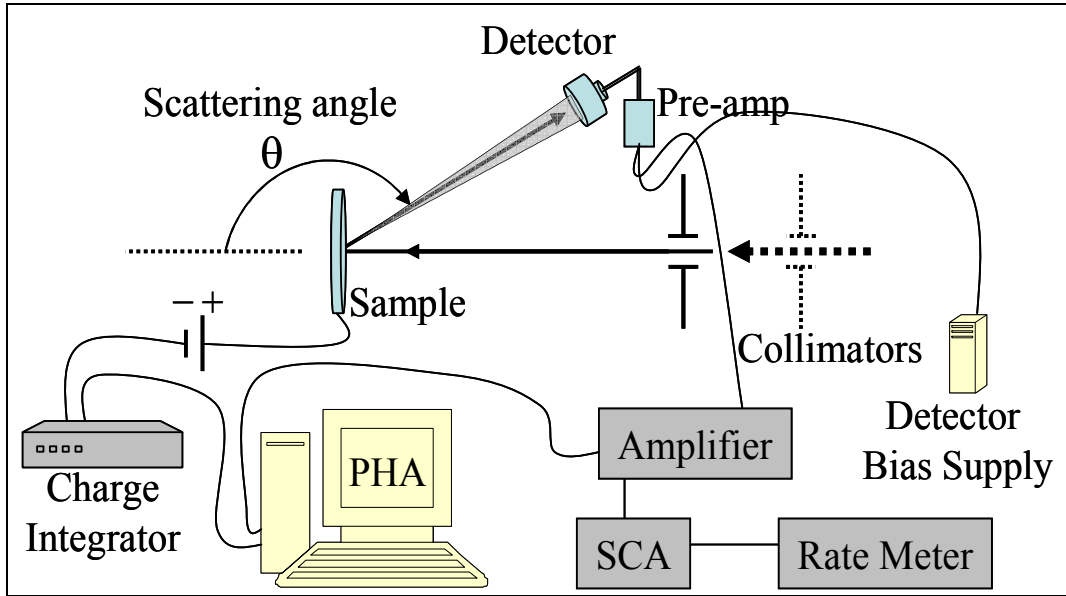 Detector
Scattering angle
θ
Pre-amp
− +
Sample
Collimators
Detector
Bias Supply
Amplifier
PHA
Charge
Integrator
SCA
Rate Meter